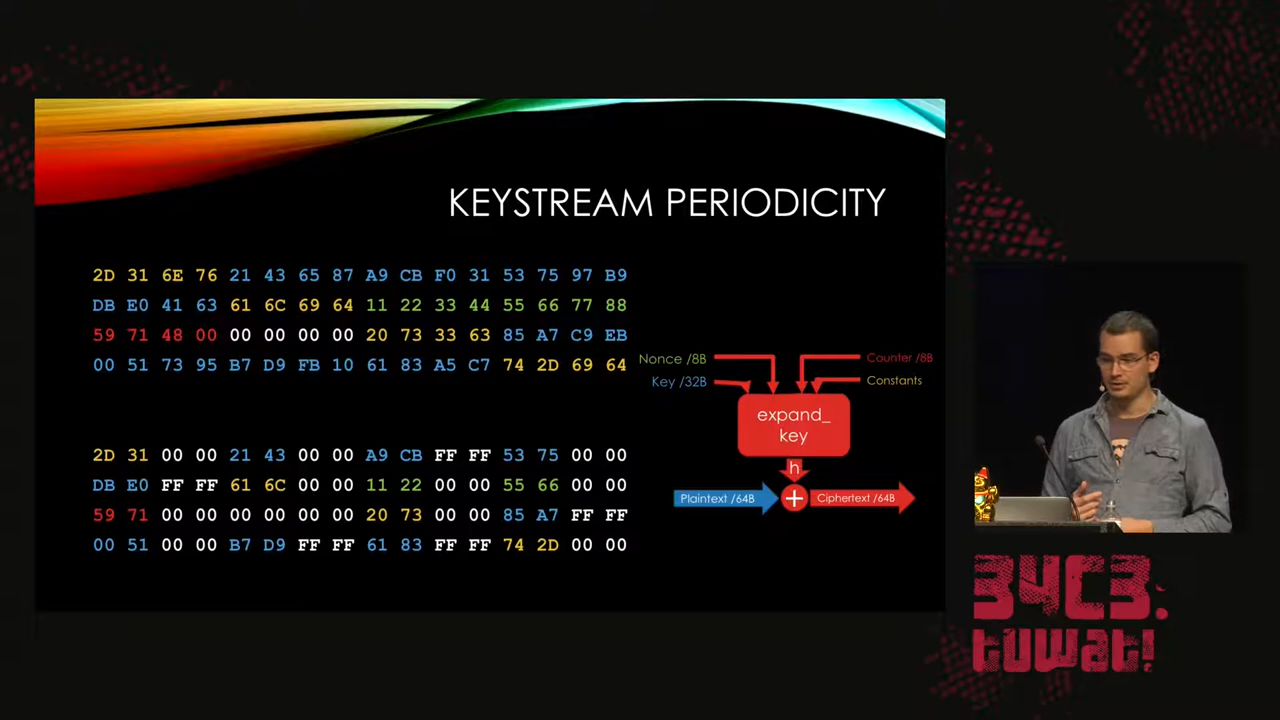 KEYSTREAM PERIODICITY
2D 31 6E 76 21 43 65 87 A9 CB F0 31 53 75 97 B9
DB E0 41 63 61 6C 69 64 11 22 33 44 55 66 77 88
59 71 48 00 00 00 00 00 20 73 33 63 85 A7 C9 EB
00 51 73 95 B7 D9 FB 10 61 83 A5 C7 74 2D 69 64
2D 31 00 00 21 43 00 00 A9 CB FF FF 53 75 00 00
DB E0 FF FF 61 6C 00 00 11 22 00 00 55 66 00 00
59 71 00 00 00 00 00 00 20 73 00 00 85 A7 FF FF
00 51 00 00 B7 D9 FF FF 61 83 FF FF 74 2D 00 00
Nonce /8B
Counter /8B
Key /32B
Constants
expand_
key
h
Plaintext /64B
+
Ciphertext /64B
34C3.
tuwat!